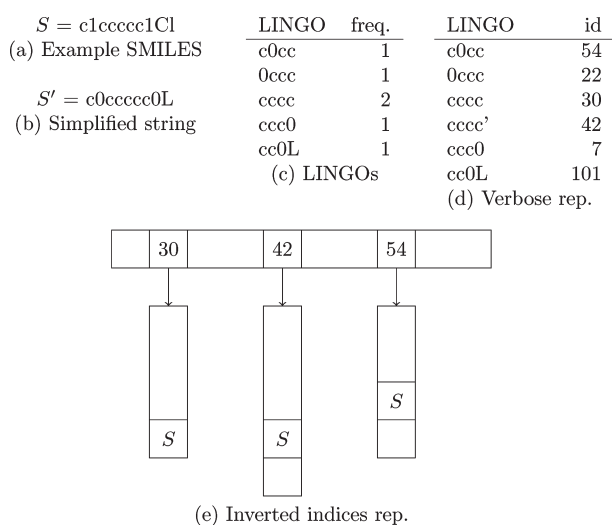 S = c1ccccc1Cl
(a) Example SMILES
S′ = c0ccccc0L
(b) Simplified string
LINGO freq.
c0cc 1
0ccc 1
cccc 2
ccc0 1
cc0L 1
(c) LINGOs
LINGO id
c0cc 54
0ccc 22
cccc 30
cccc’ 42
ccc0 7
cc0L 101
(d) Verbose rep.
30 42 54
S
S S
(e) Inverted indices rep.